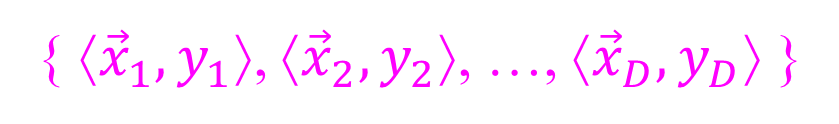 { ⟨x⃗₁, y₁⟩, ⟨x⃗₂, y₂⟩, …, ⟨x⃗_D, y_D⟩ }